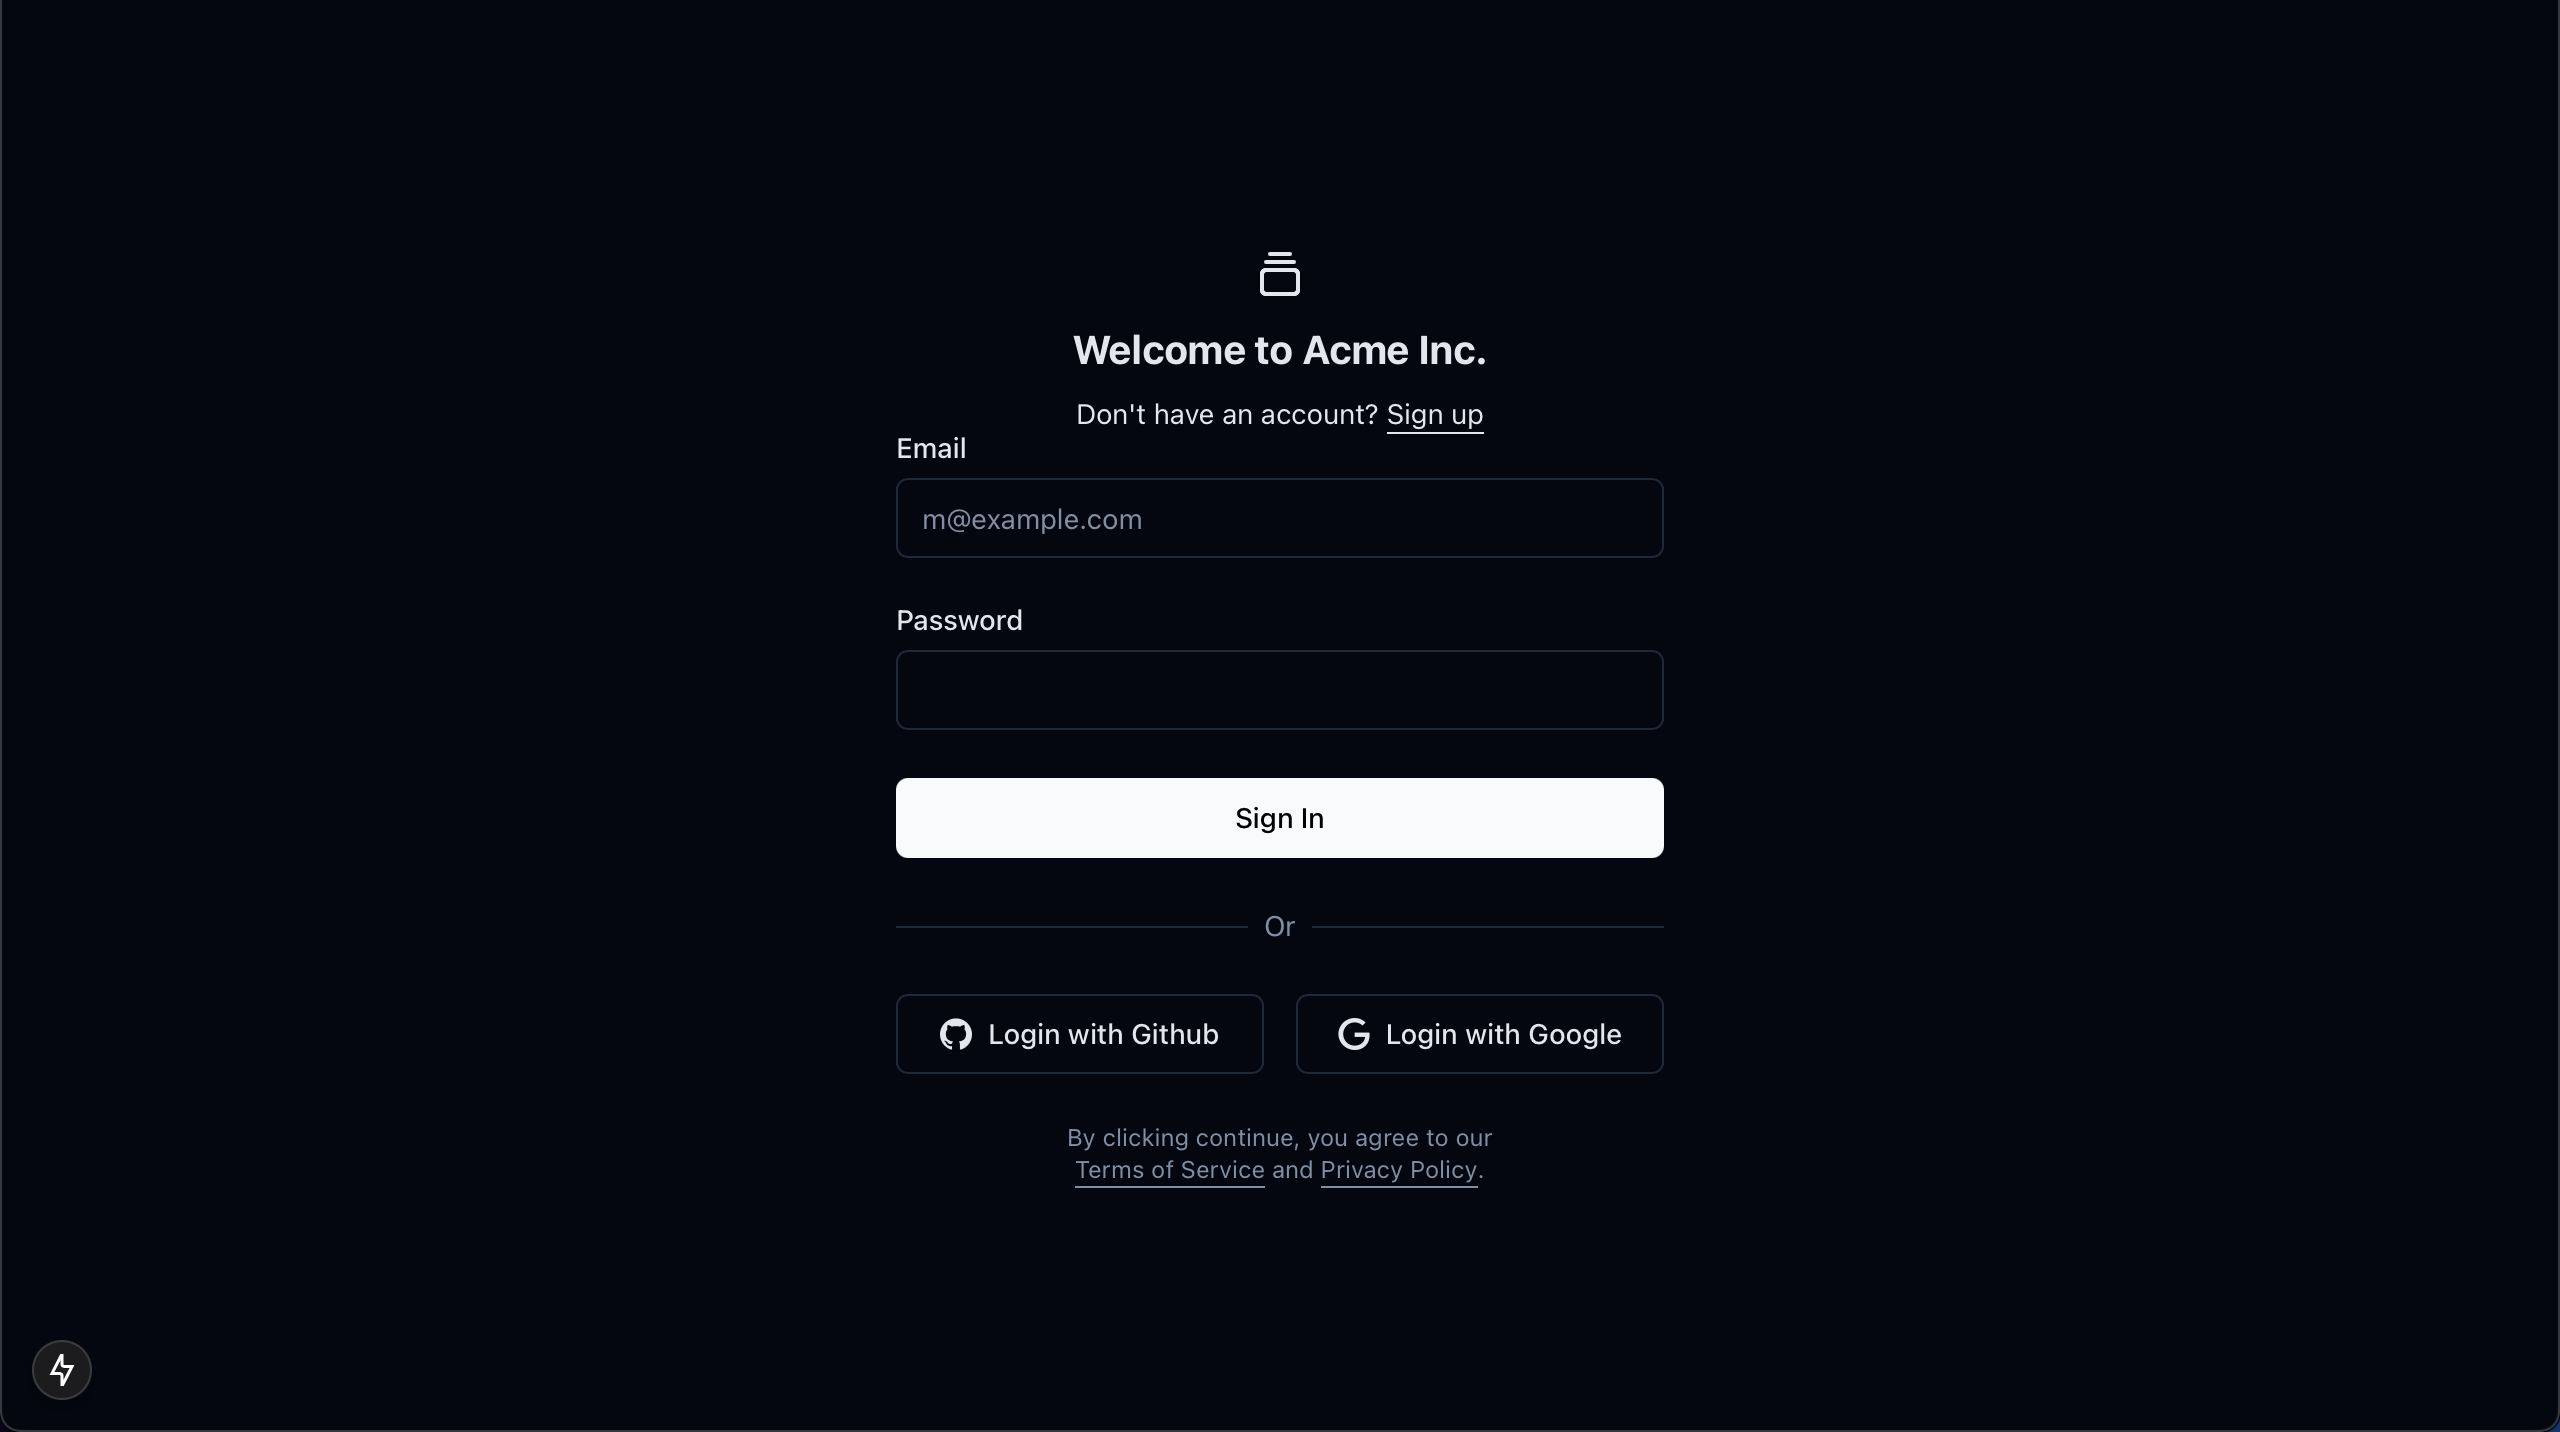 Welcome to Acme Inc.
Don't have an account? Sign up
Email
m@example.com
Password
Sign In
Or
Login with Github
Login with Google
By clicking continue, you agree to our
Terms of Service and Privacy Policy.